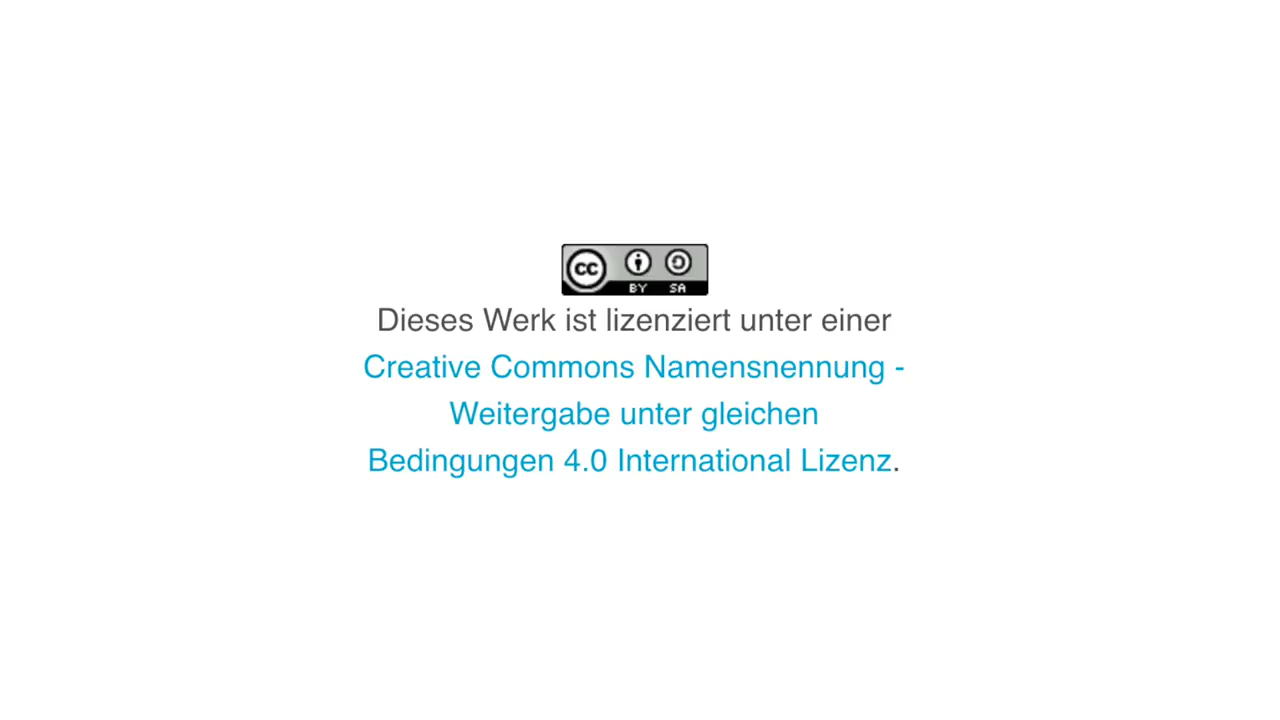 cc
BY SA
Dieses Werk ist lizenziert unter einer
Creative Commons Namensnennung -
Weitergabe unter gleichen
Bedingungen 4.0 International Lizenz.